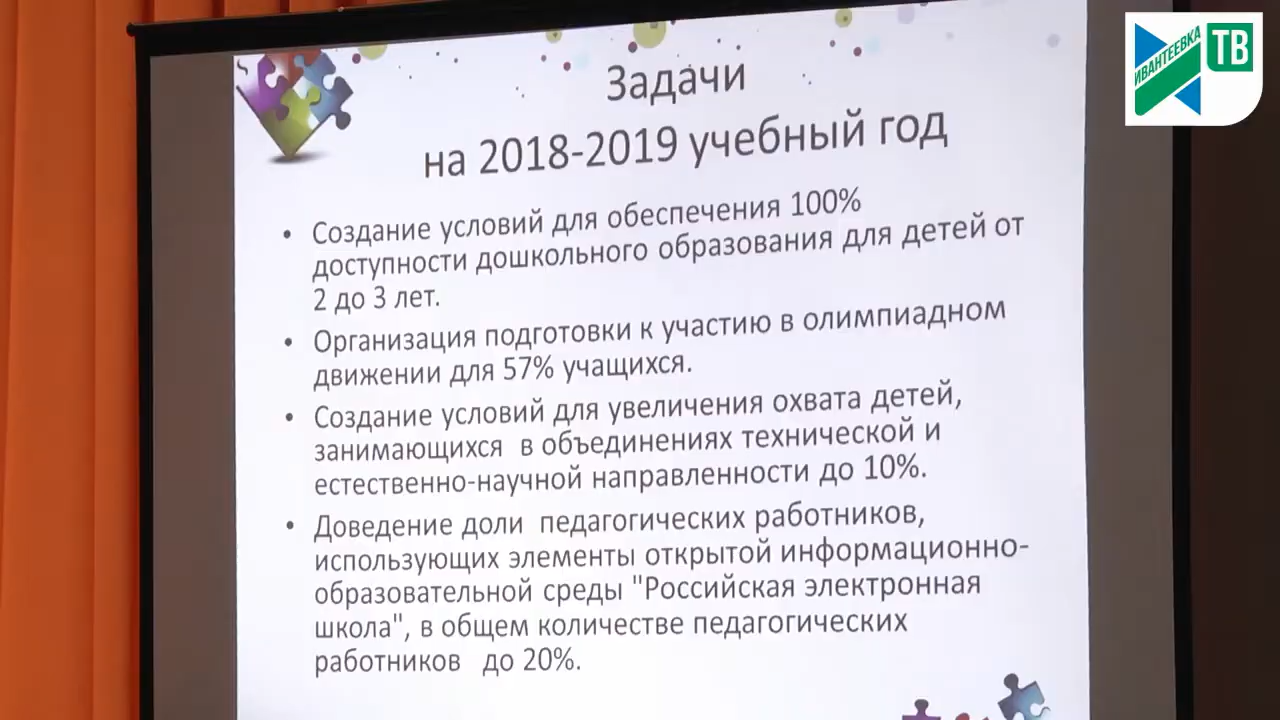 Задачи
на 2018-2019 учебный год
• Создание условий для обеспечения 100%
доступности дошкольного образования для детей от
2 до 3 лет.
• Организация подготовки к участию в олимпиадном
движении для 57% учащихся.
• Создание условий для увеличения охвата детей,
занимающихся в объединениях технической и
естественно-научной направленности до 10%.
• Доведение доли педагогических работников,
использующих элементы открытой информационно-
образовательной среды "Российская электронная
школа", в общем количестве педагогических
работников до 20%.
ИВАНТЕЕВКА
ТВ